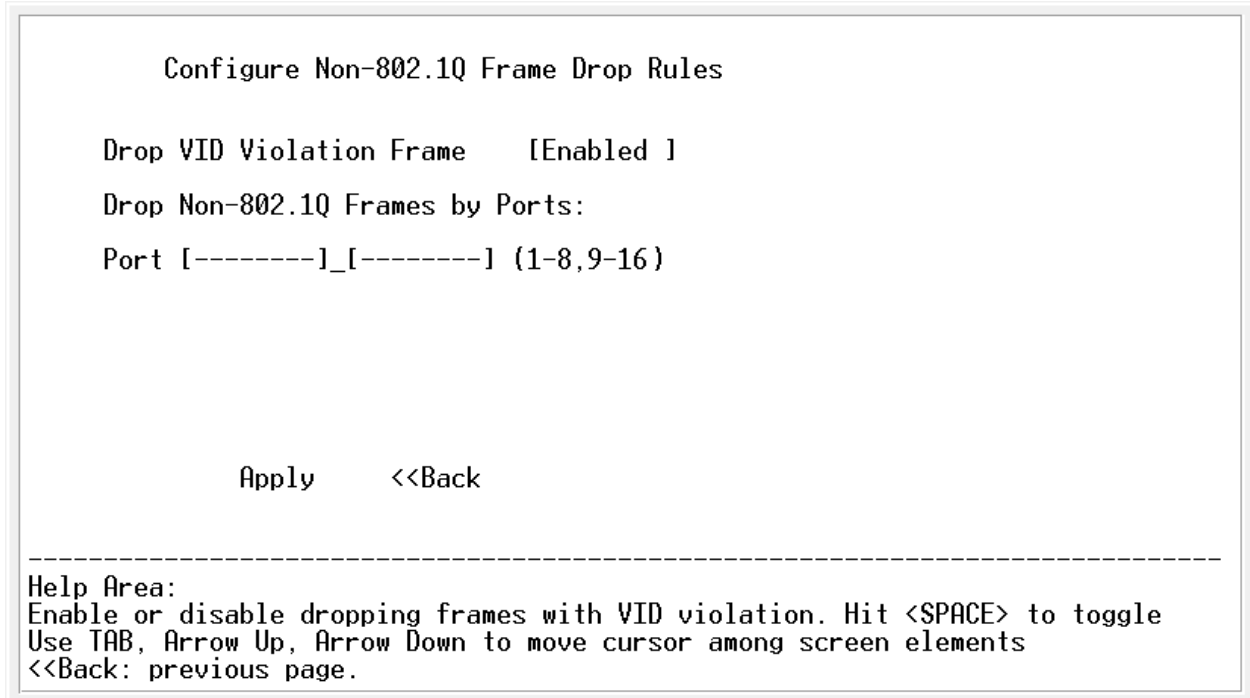 Configure Non-802.1Q Frame Drop Rules
Drop VID Violation Frame [Enabled ]
Drop Non-802.1Q Frames by Ports:
Port [--------]_[--------] (1-8,9-16)
Apply <<Back
--------------------------------------------------------------------------------
Help Area:
Enable or disable dropping frames with VID violation. Hit <SPACE> to toggle
Use TAB, Arrow Up, Arrow Down to move cursor among screen elements
<<Back: previous page.